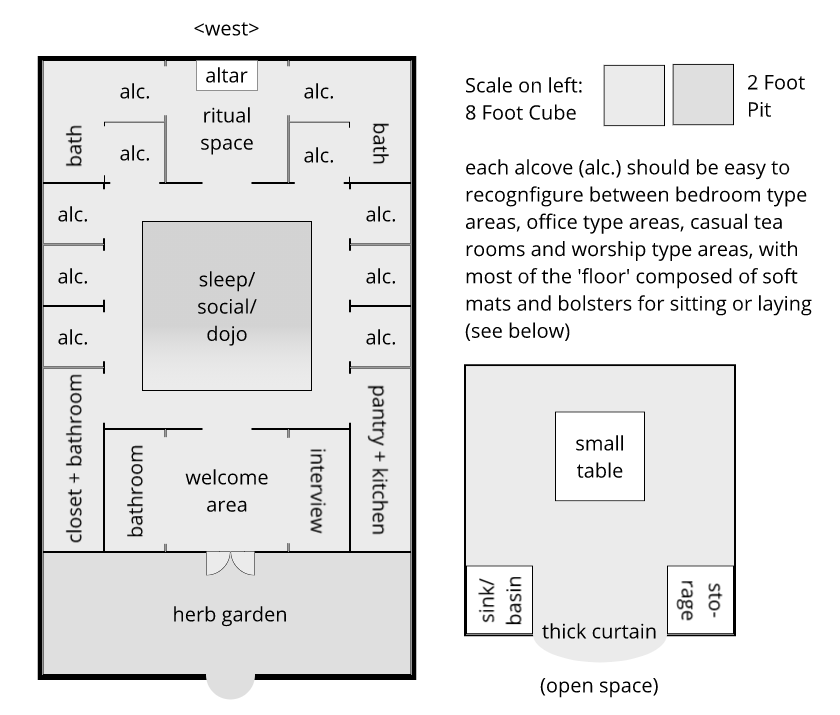 <west>
altar
alc.
alc.
ritual
space
bath
alc.
alc.
bath
alc.
alc.
alc.
sleep/
social/
dojo
alc.
alc.
alc.
closet + bathroom
bathroom
welcome
area
interview
pantry + kitchen
herb garden
Scale on left:
8 Foot Cube
2 Foot
Pit
each alcove (alc.) should be easy to
recognfigure between bedroom type
areas, office type areas, casual tea
rooms and worship type areas, with
most of the 'floor' composed of soft
mats and bolsters for sitting or laying
(see below)
small
table
sink/
basin
thick curtain
sto-
rage
(open space)